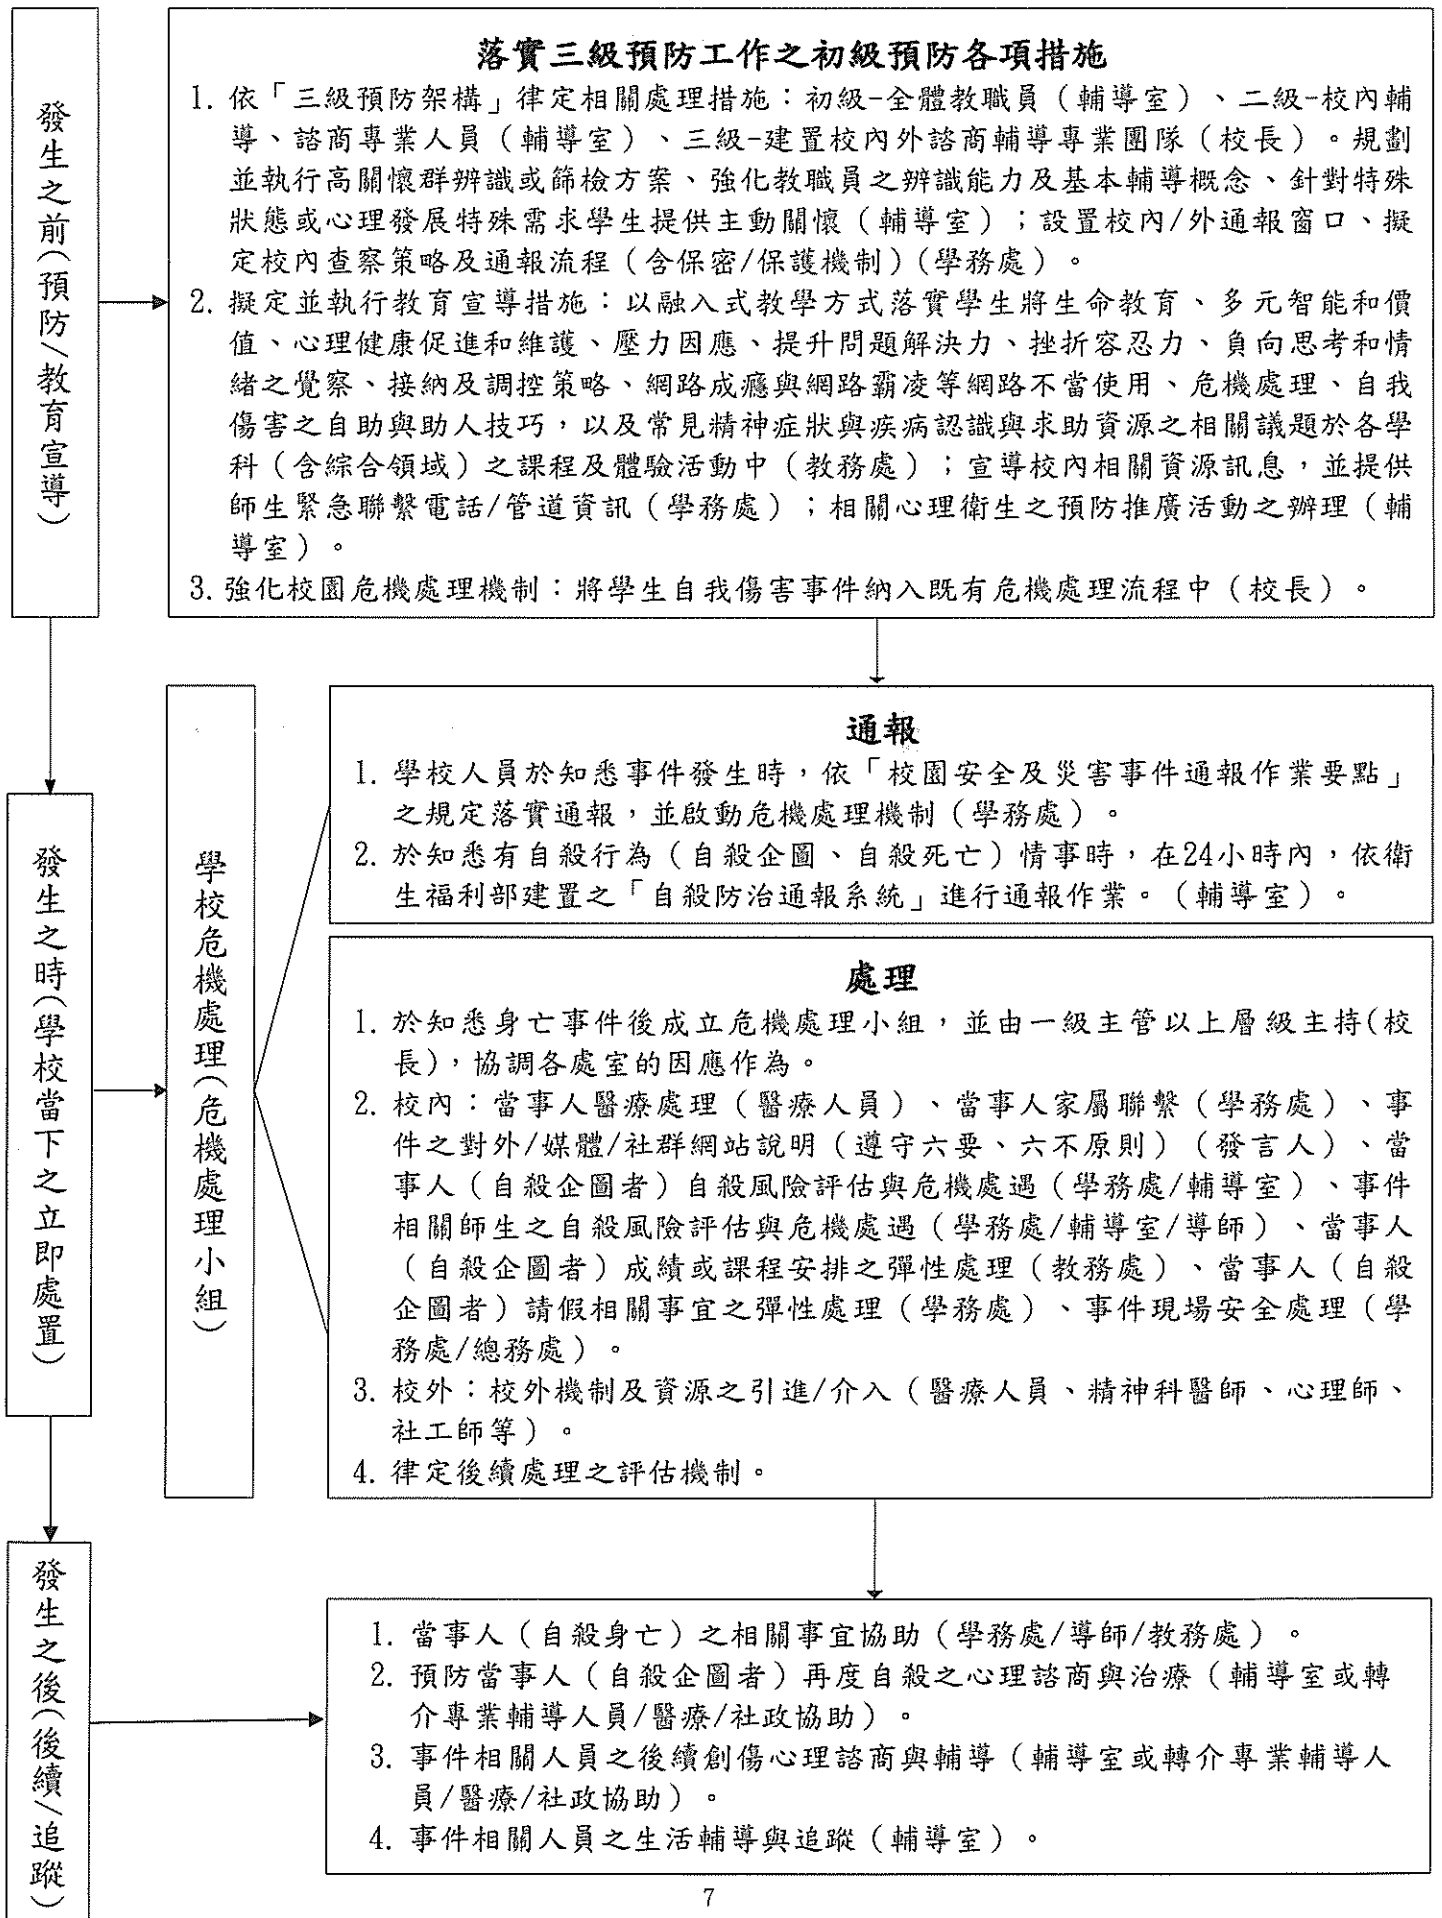 發生之前(預防/教育宣導)
落實三級預防工作之初級預防各項措施
1. 依「三級預防架構」律定相關處理措施：初級-全體教職員（輔導室）、二級-校內輔
導、諮商專業人員（輔導室）、三級-建置校內外諮商輔導專業團隊（校長）。規劃
並執行高關懷群辨識或篩檢方案、強化教職員之辨識能力及基本輔導概念、針對特殊
狀態或心理發展特殊需求學生提供主動關懷（輔導室）；設置校內/外通報窗口、擬
定校內查察策略及通報流程（含保密/保護機制）(學務處）。
2. 擬定並執行教育宣導措施：以融入式教學方式落實學生將生命教育、多元智能和價
值、心理健康促進和維護、壓力因應、提升問題解決力、挫折容忍力、負向思考和情
緒之覺察、接納及調控策略、網路成癮與網路霸凌等網路不當使用、危機處理、自我
傷害之自助與助人技巧，以及常見精神症狀與疾病認識與求助資源之相關議題於各學
科（含綜合領域）之課程及體驗活動中（教務處）；宣導校內相關資源訊息，並提供
師生緊急聯繫電話/管道資訊（學務處）；相關心理衛生之預防推廣活動之辦理（輔
導室）。
3. 強化校園危機處理機制：將學生自我傷害事件納入既有危機處理流程中（校長）。
發生之時(學校當下之立即處置)
學校危機處理(危機處理小組)
通報
1. 學校人員於知悉事件發生時，依「校園安全及災害事件通報作業要點」
之規定落實通報，並啟動危機處理機制（學務處）。
2. 於知悉有自殺行為（自殺企圖、自殺死亡）情事時，在24小時內，依衛
生福利部建置之「自殺防治通報系統」進行通報作業。（輔導室）。
處理
1. 於知悉身亡事件後成立危機處理小組，並由一級主管以上層級主持(校
長)，協調各處室的因應作為。
2. 校內：當事人醫療處理（醫療人員）、當事人家屬聯繫（學務處）、事
件之對外/媒體/社群網站說明（遵守六要、六不原則）（發言人）、當
事人（自殺企圖者）自殺風險評估與危機處遇（學務處/輔導室）、事件
相關師生之自殺風險評估與危機處遇（學務處/輔導室/導師）、當事人
（自殺企圖者）成績或課程安排之彈性處理（教務處）、當事人（自殺
企圖者）請假相關事宜之彈性處理（學務處）、事件現場安全處理（學
務處/總務處）。
3. 校外：校外機制及資源之引進/介入（醫療人員、精神科醫師、心理師、
社工師等）。
4. 律定後續處理之評估機制。
發生之後(後續/追蹤)
1. 當事人（自殺身亡）之相關事宜協助（學務處/導師/教務處）。
2. 預防當事人（自殺企圖者）再度自殺之心理諮商與治療（輔導室或轉
介專業輔導人員/醫療/社政協助）。
3. 事件相關人員之後續創傷心理諮商與輔導（輔導室或轉介專業輔導人
員/醫療/社政協助）。
4. 事件相關人員之生活輔導與追蹤（輔導室）。
7